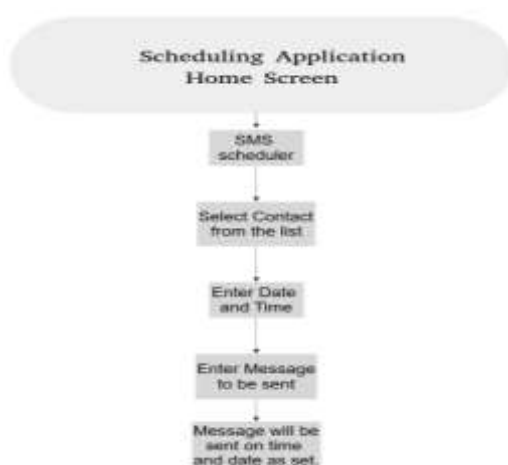 Scheduling Application
Home Screen
SMS
scheduler
Select Contact
from the list
Enter Date
and Time
Enter Message
to be sent
Message will be
sent on time
and date as set.